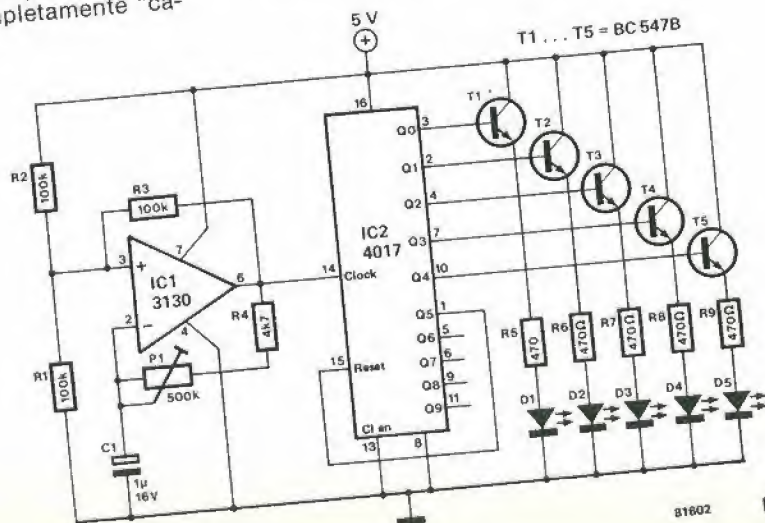 mpletamente "ca-
5 V
T1 ... T5 = BC 547B
16
T1
Q0 3
T2
Q1 2
T3
Q2 4
T4
Q3 7
T5
Q4 10
Q5 1
Q6 5
Q7 6
Q8 9
Q9 11
R2
100k
R3
100k
3
+
7
IC1
3130
6
2
−
4
R4
4k7
P1
500k
R1
100k
C1
1µ
16V
IC2
4017
14
Clock
15
Reset
Cl en
13
8
R5
470
R6
470Ω
R7
470Ω
R8
470Ω
R9
470Ω
D1
D2
D3
D4
D5
81602